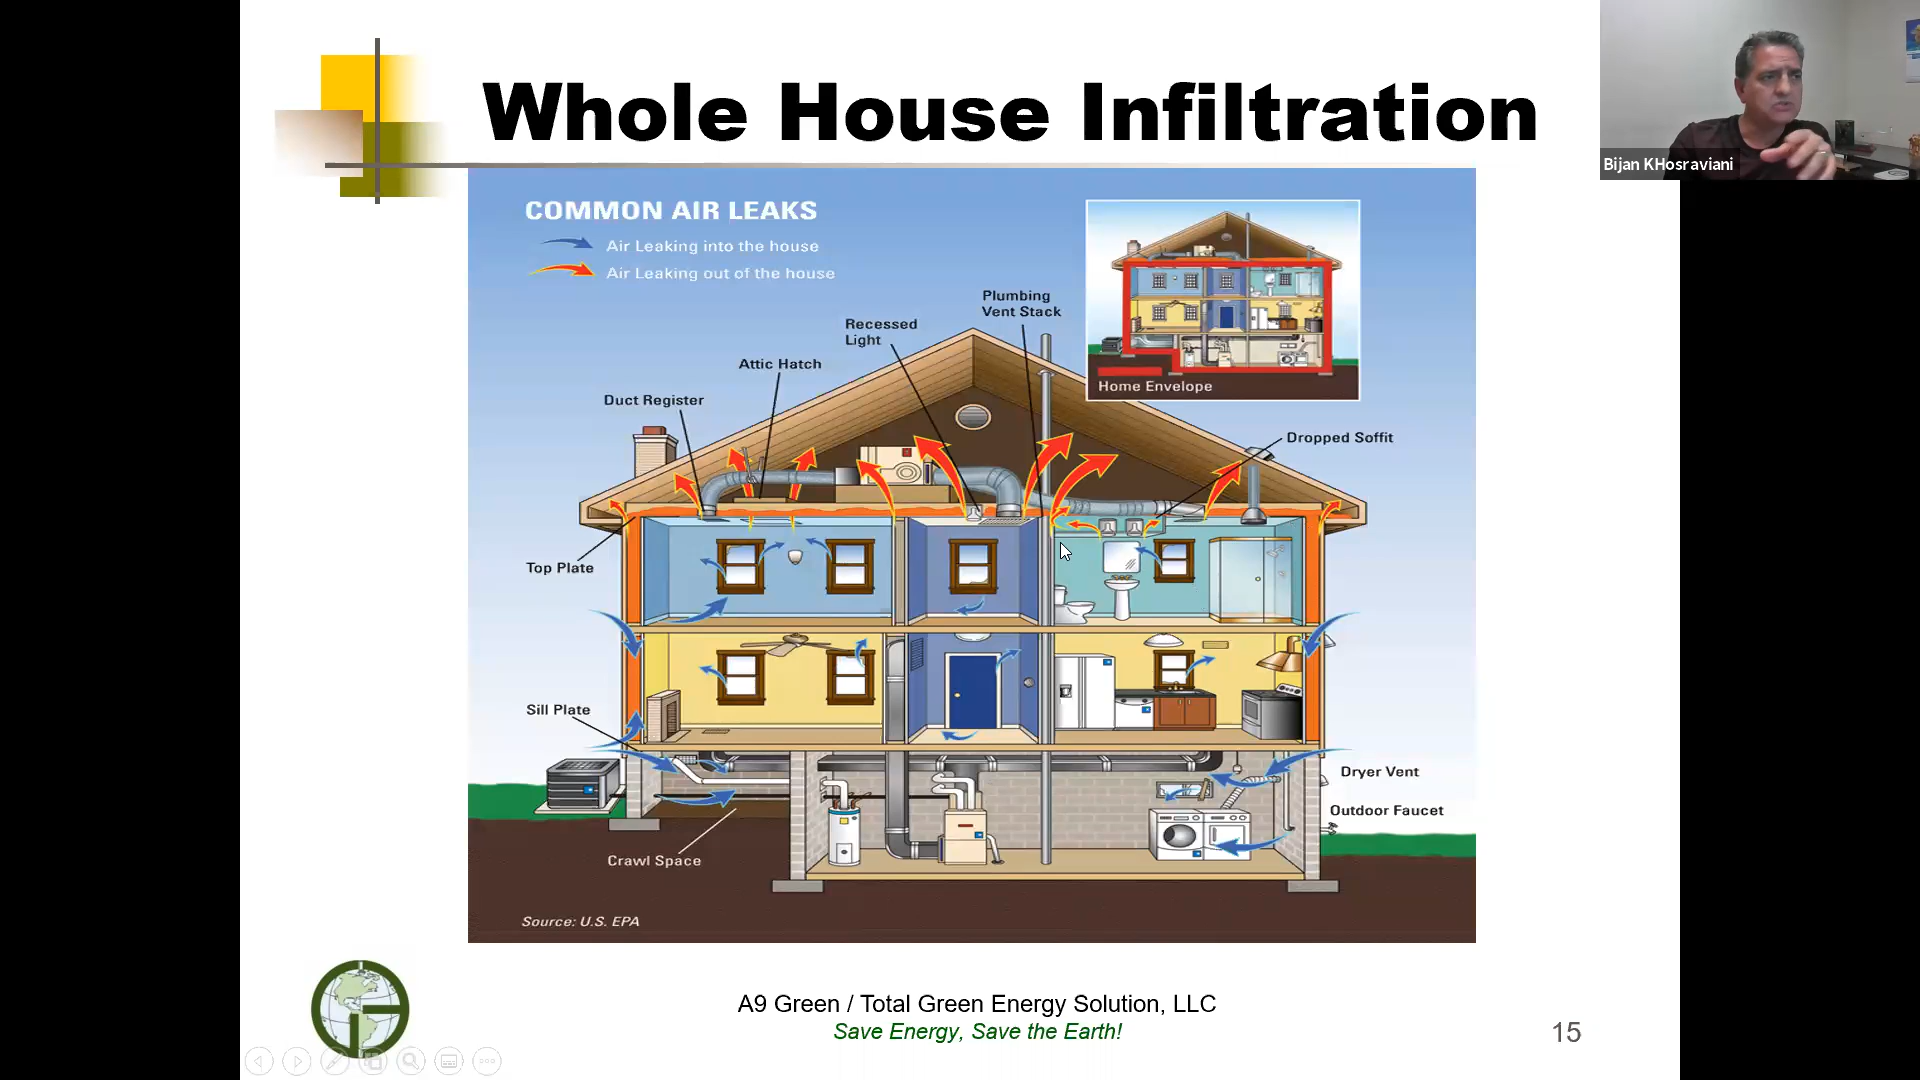 Whole House Infiltration
Bijan KHosraviani
COMMON AIR LEAKS
Air Leaking into the house
Air Leaking out of the house
Plumbing
Vent Stack
Recessed
Light
Attic Hatch
Duct Register
Home Envelope
Dropped Soffit
Top Plate
Sill Plate
Dryer Vent
Outdoor Faucet
Crawl Space
Source: U.S. EPA
A9 Green / Total Green Energy Solution, LLC
Save Energy, Save the Earth!
15